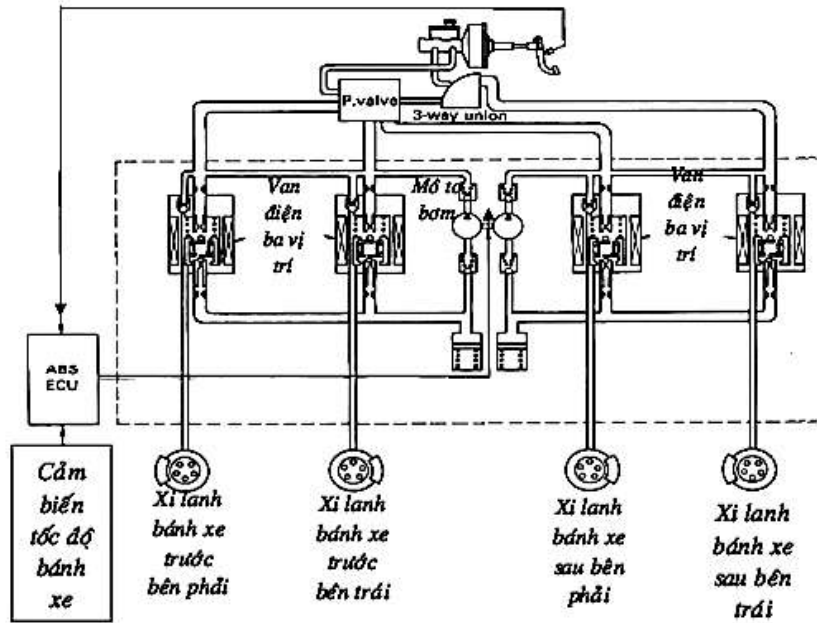 P.valve
3-way union
Van
điện
ba vị
trí
Mô tơ
bơm
Van
điện
ba vị
trí
ABS
ECU
Cảm
biến
tốc độ
bánh
xe
Xi lanh
bánh xe
trước
bên phải
Xi lanh
bánh xe
trước
bên trái
Xi lanh
bánh xe
sau bên
phải
Xi lanh
bánh xe
sau bên
trái